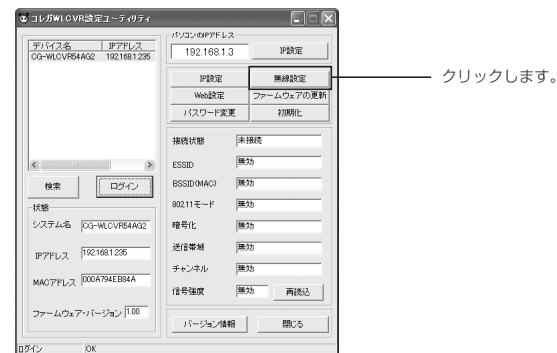 コレガWLCVR設定ユーティリティ
デバイス名 IPアドレス
CG-WLCVR54AG2 192.168.1.235
検索 ログイン
状態
システム名 CG-WLCVR54AG2
IPアドレス 192.168.1.235
MACアドレス 000A794EB84A
ファームウェア・バージョン 1.00
パソコンのIPアドレス
192.168.1.3 IP設定
IP設定 無線設定
Web設定 ファームウェアの更新
パスワード変更 初期化
接続状態 未接続
ESSID 無効
BSSID(MAC) 無効
802.11モード 無効
暗号化 無効
送信帯域 無効
チャンネル 無効
信号強度 無効 再読込
バージョン情報 閉じる
ログイン OK
クリックします。